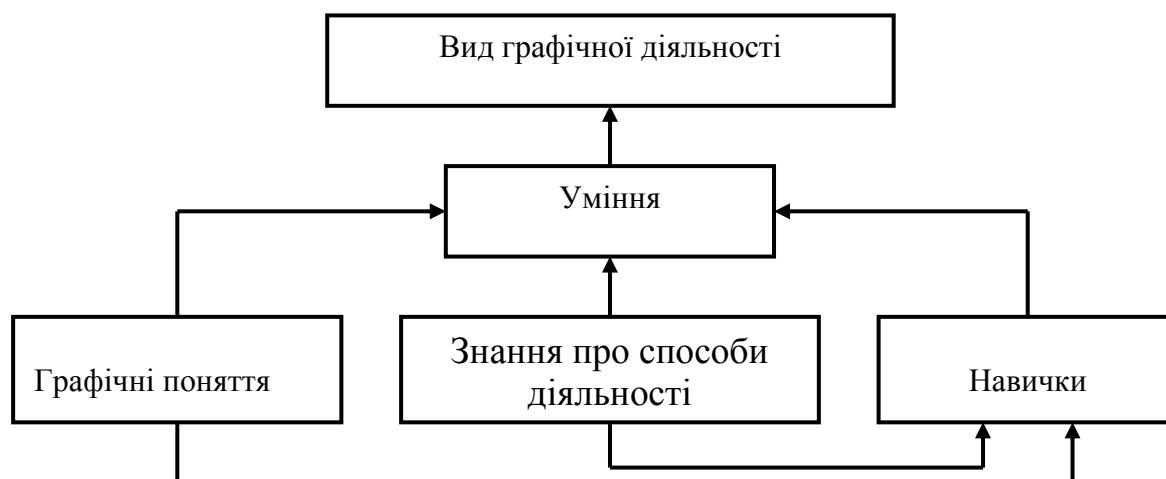 Вид графічної діяльності
Уміння
Графічні поняття
Знання про способи
діяльності
Навички